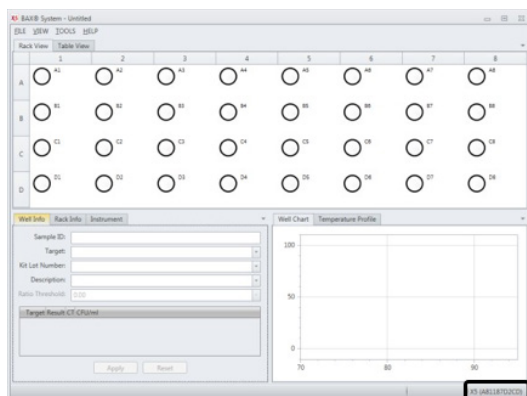 BAX® System - Untitled
FILE VIEW TOOLS HELP
Rack View Table View
1 2 3 4 5 6 7 8
A A1 A2 A3 A4 A5 A6 A7 A8
B B1 B2 B3 B4 B5 B6 B7 B8
C C1 C2 C3 C4 C5 C6 C7 C8
D D1 D2 D3 D4 D5 D6 D7 D8
Well Info Rack Info Instrument
Sample ID:
Target:
Kit Lot Number:
Description:
Ratio Threshold: 0.00
Target Result CT CFU/ml
Apply Reset
Well Chart Temperature Profile
100
50
0
70 80 90
X5 (A81187D2CD)